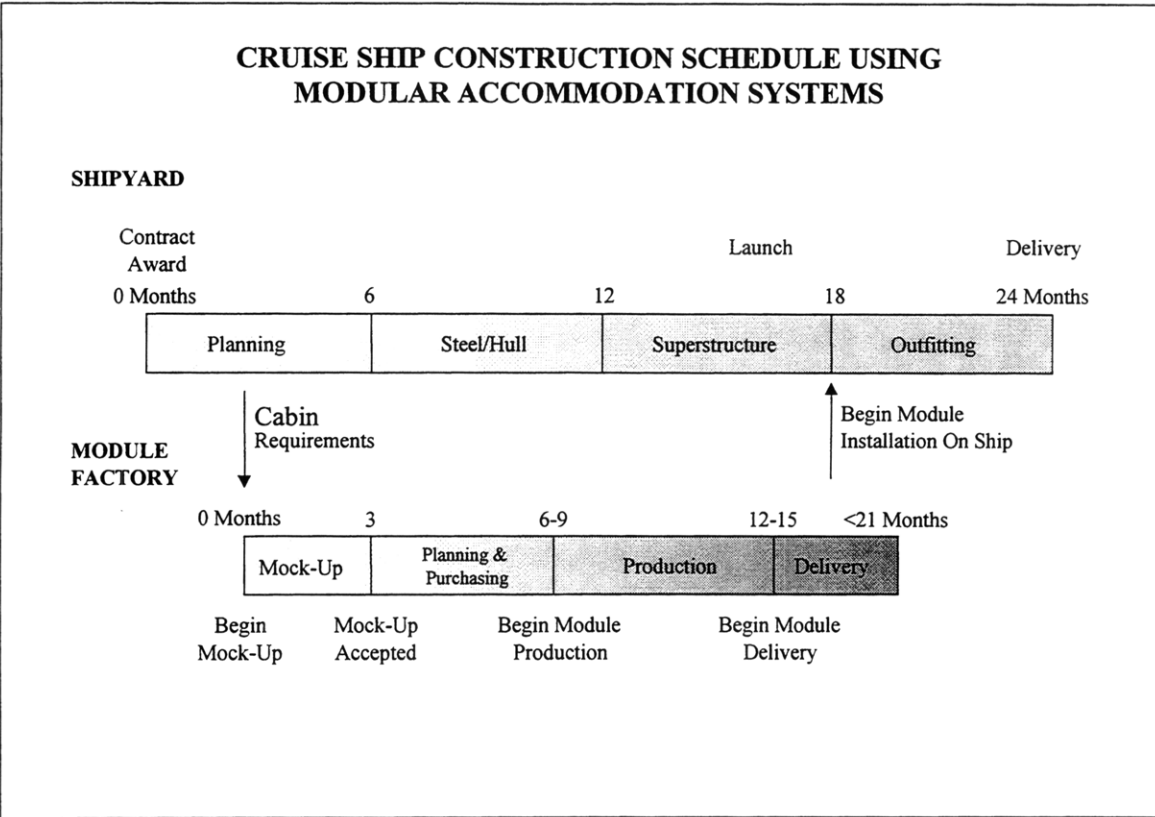 CRUISE SHIP CONSTRUCTION SCHEDULE USING
MODULAR ACCOMMODATION SYSTEMS
SHIPYARD
Contract
Award
Launch
Delivery
0 Months
6
12
18
24 Months
Planning
Steel/Hull
Superstructure
Outfitting
Cabin
Requirements
Begin Module
Installation On Ship
MODULE
FACTORY
0 Months
3
6-9
12-15
<21 Months
Mock-Up
Planning &
Purchasing
Production
Delivery
Begin
Mock-Up
Mock-Up
Accepted
Begin Module
Production
Begin Module
Delivery